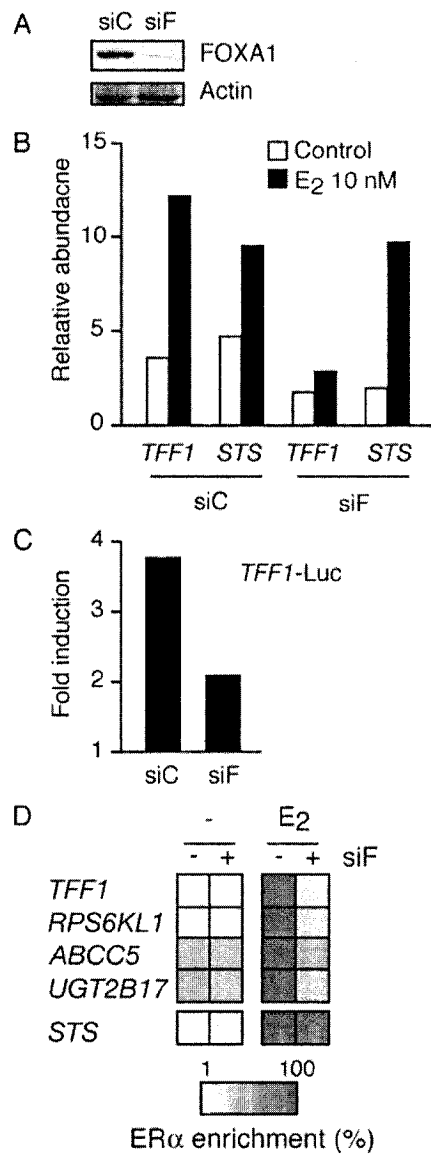 A
siC siF
FOXA1
Actin
B
Control
E2 10 nM
Relaative abundacne
15
10
5
0
TFF1 STS TFF1 STS
siC siF
C
TFF1-Luc
Fold induction
4
3
2
1
siC siF
D
- E2
- + - + siF
TFF1
RPS6KL1
ABCC5
UGT2B17
STS
1 100
ERα enrichment (%)